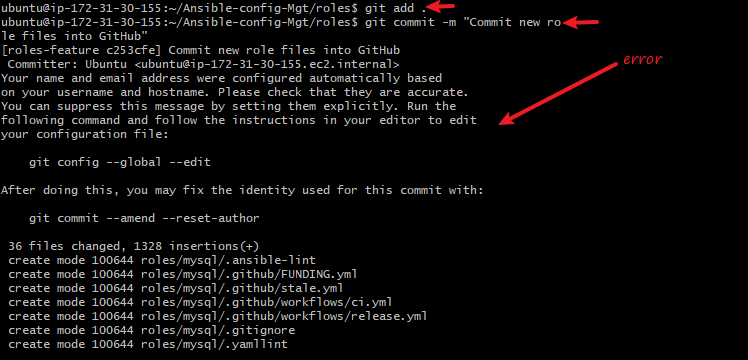 ubuntu@ip-172-31-30-155:~/Ansible-config-Mgt/roles$ git add .
ubuntu@ip-172-31-30-155:~/Ansible-config-Mgt/roles$ git commit -m "Commit new ro
le files into GitHub"
[roles-feature c253cfe] Commit new role files into GitHub
 Committer: Ubuntu <ubuntu@ip-172-31-30-155.ec2.internal>
error
Your name and email address were configured automatically based
on your username and hostname. Please check that they are accurate.
You can suppress this message by setting them explicitly. Run the
following command and follow the instructions in your editor to edit
your configuration file:
    git config --global --edit
After doing this, you may fix the identity used for this commit with:
    git commit --amend --reset-author
 36 files changed, 1328 insertions(+)
 create mode 100644 roles/mysql/.ansible-lint
 create mode 100644 roles/mysql/.github/FUNDING.yml
 create mode 100644 roles/mysql/.github/stale.yml
 create mode 100644 roles/mysql/.github/workflows/ci.yml
 create mode 100644 roles/mysql/.github/workflows/release.yml
 create mode 100644 roles/mysql/.gitignore
 create mode 100644 roles/mysql/.yamllint